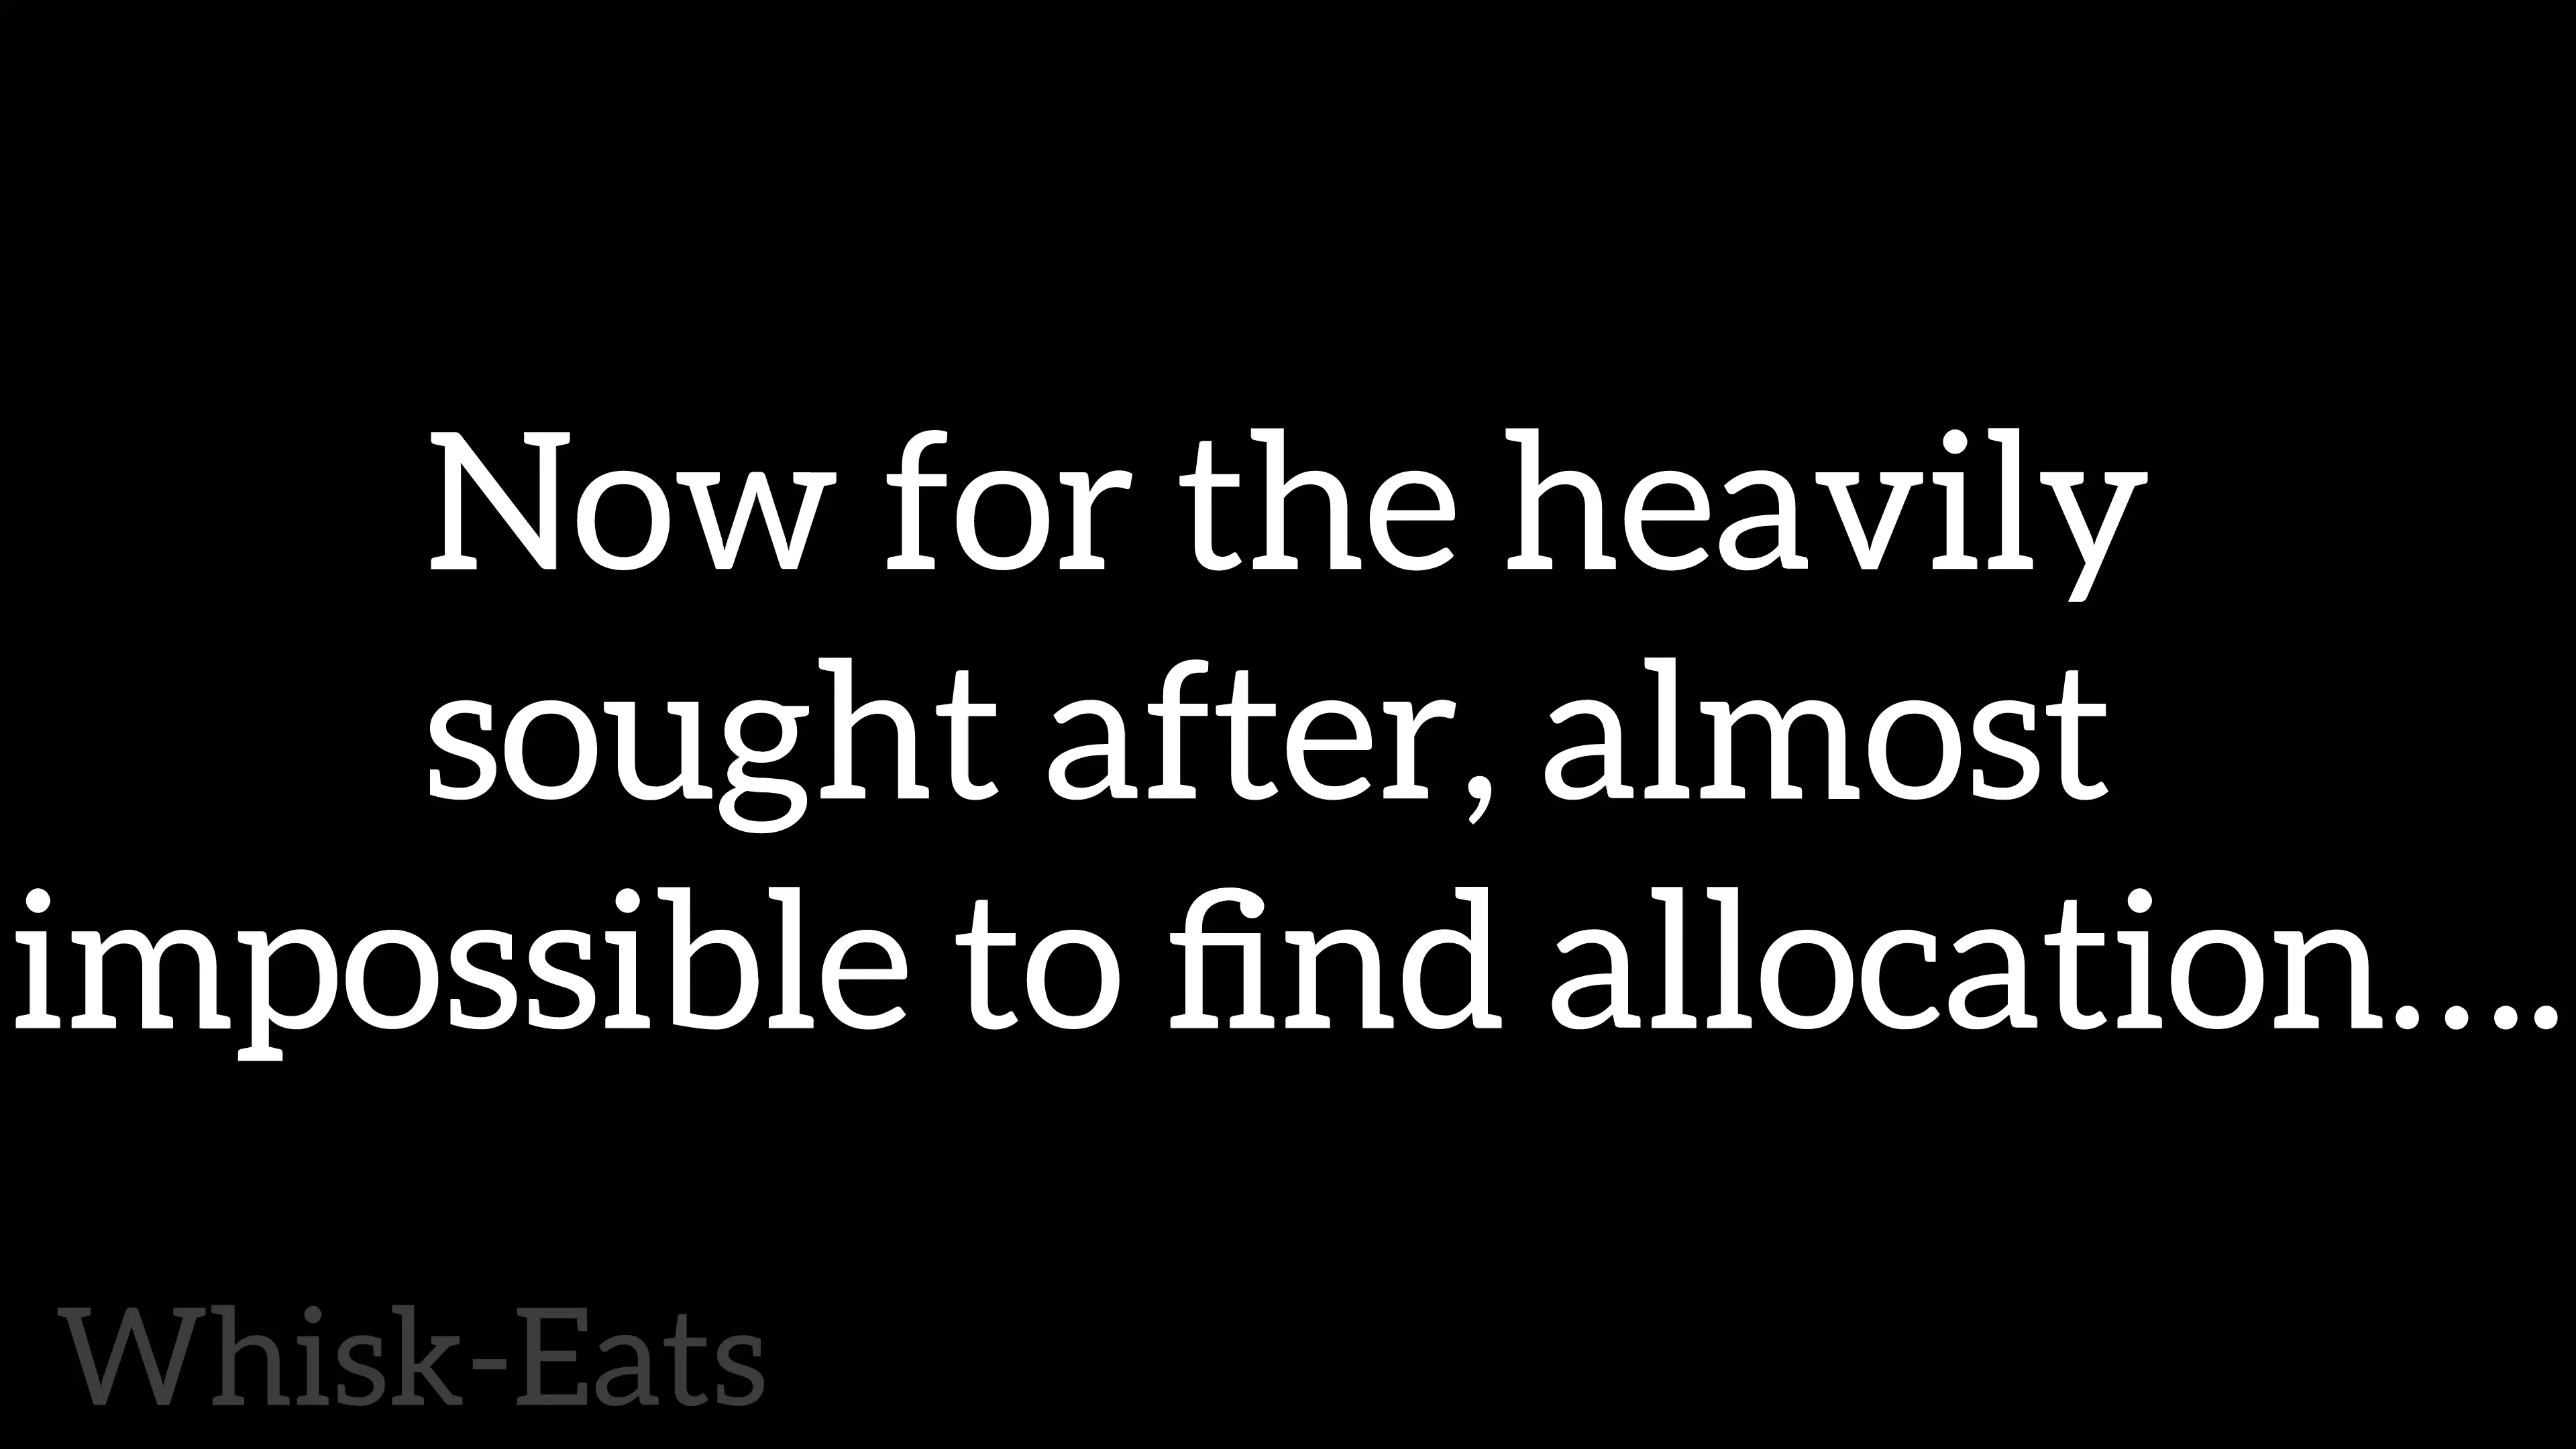 Now for the heavily
sought after, almost
impossible to find allocation....
Whisk-Eats